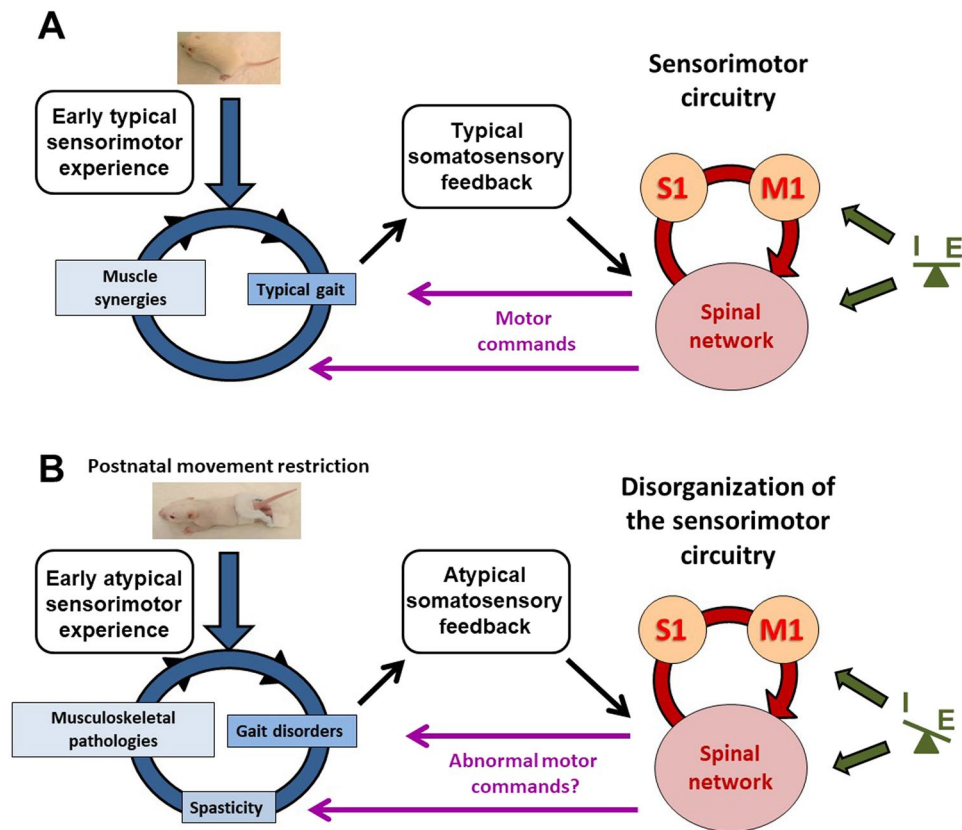 A
Early typical
sensorimotor
experience
Typical
somatosensory
feedback
Sensorimotor
circuitry
S1
M1
I E
Muscle
synergies
Typical gait
Motor
commands
Spinal
network
B
Postnatal movement restriction
Early atypical
sensorimotor
experience
Atypical
somatosensory
feedback
Disorganization of
the sensorimotor
circuitry
S1
M1
I
E
Musculoskeletal
pathologies
Gait disorders
Spasticity
Abnormal motor
commands?
Spinal
network